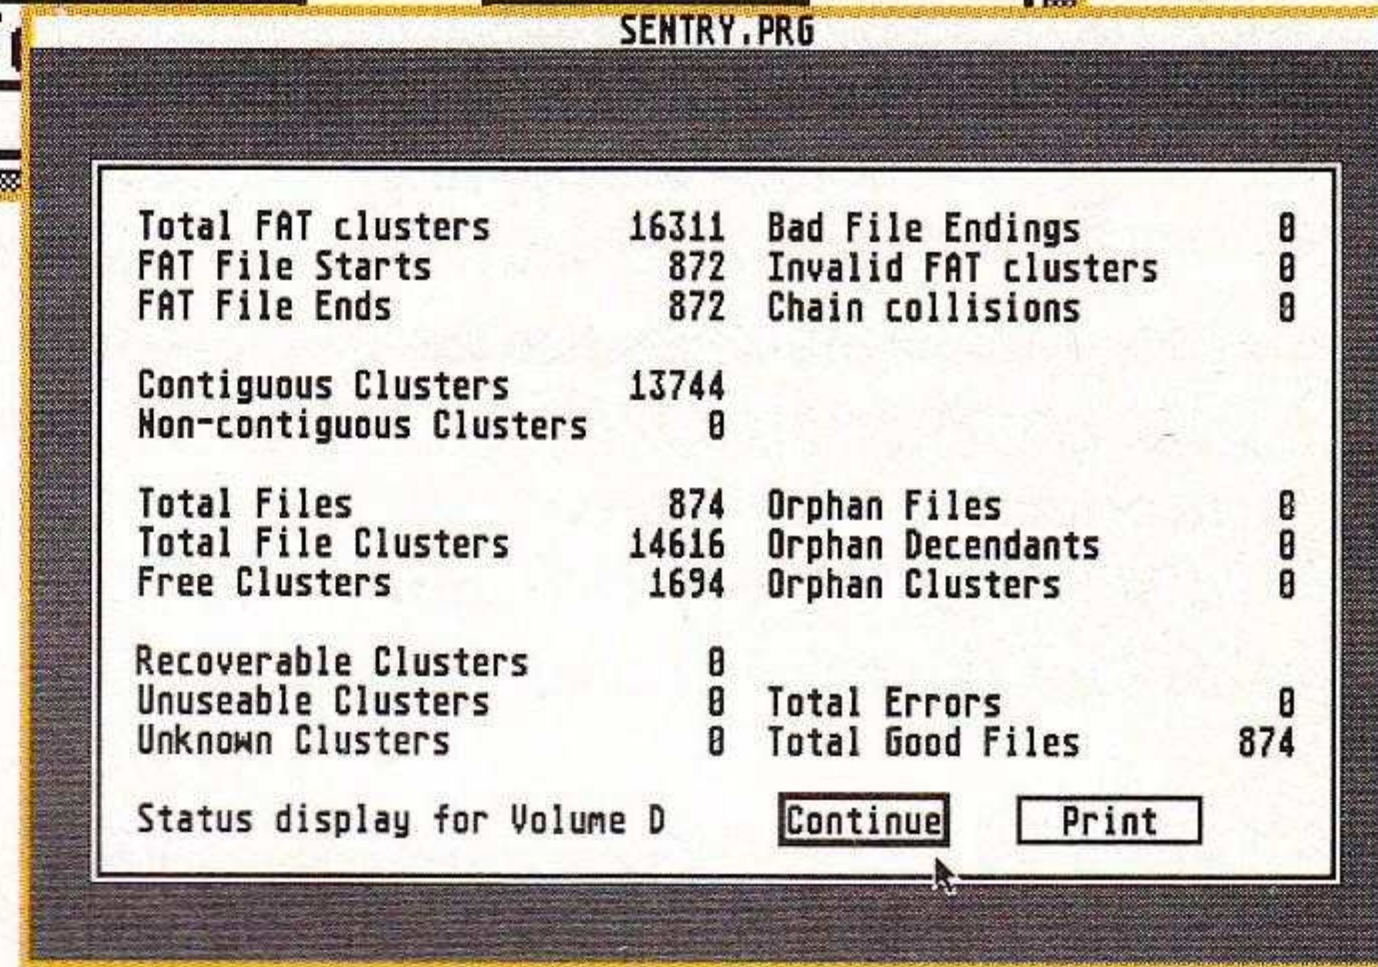 SENTRY.PRG
Total FAT clusters 16311 Bad File Endings 0
FAT File Starts 872 Invalid FAT clusters 0
FAT File Ends 872 Chain collisions 0
Contiguous Clusters 13744
Non-contiguous Clusters 0
Total Files 874 Orphan Files 0
Total File Clusters 14616 Orphan Decendants 0
Free Clusters 1694 Orphan Clusters 0
Recoverable Clusters 0
Unuseable Clusters 0 Total Errors 0
Unknown Clusters 0 Total Good Files 874
Status display for Volume D Continue Print